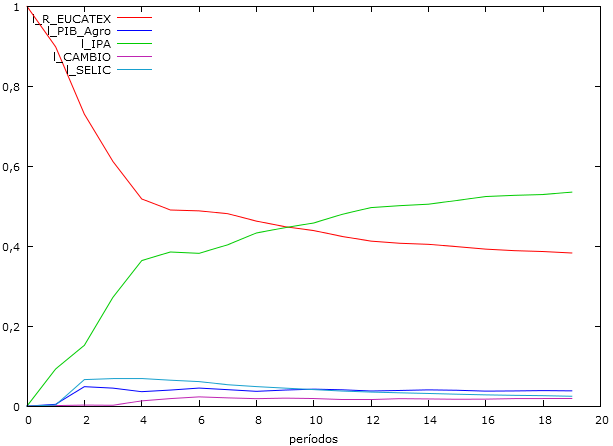 1
0,8
0,6
0,4
0,2
0
l_R_EUCATEX
l_PIB_Agro
l_IPA
l_CAMBIO
l_SELIC
0 2 4 6 8 10 12 14 16 18 20
períodos